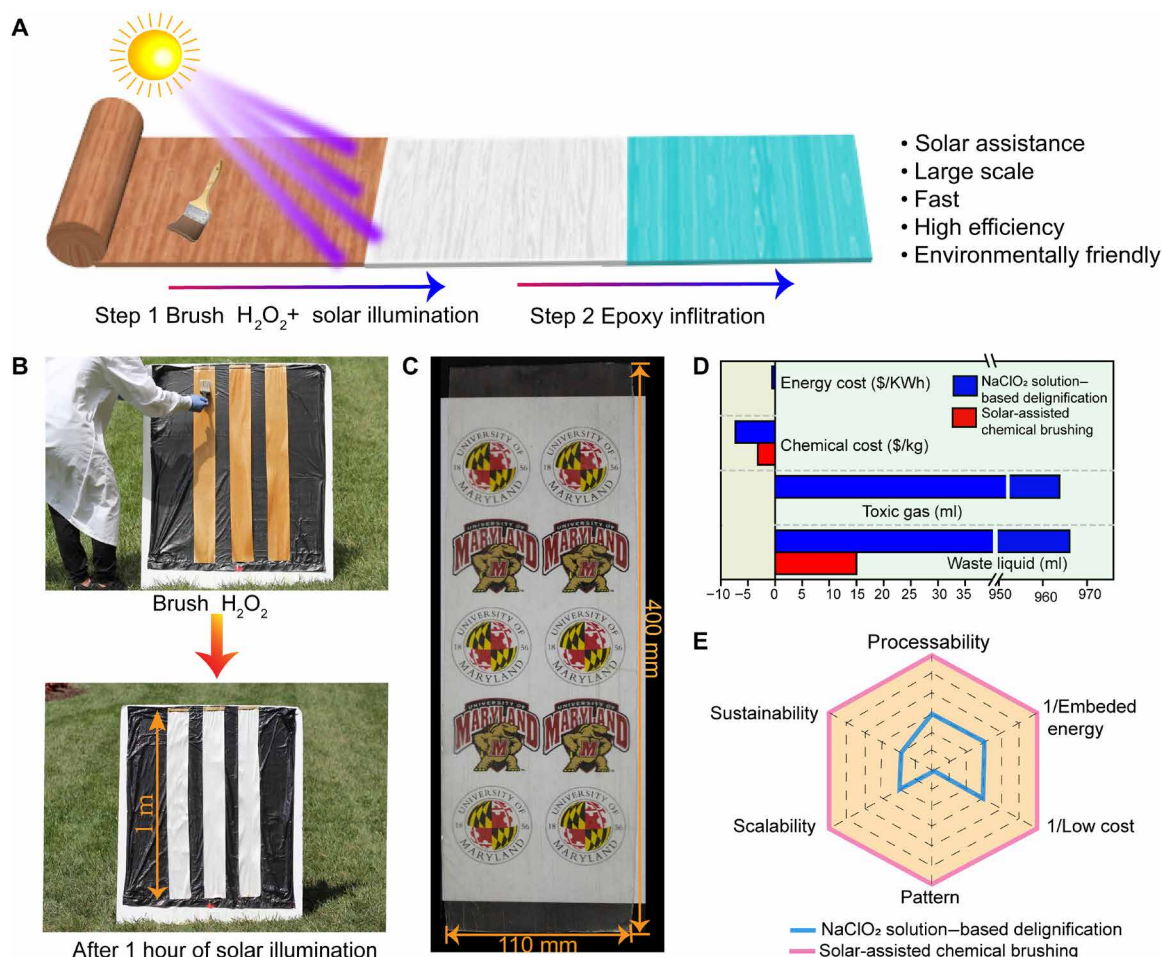 A
• Solar assistance
• Large scale
• Fast
• High efficiency
• Environmentally friendly
Step 1 Brush H₂O₂+ solar illumination
Step 2 Epoxy inflitration
B
Brush H₂O₂
1 m
After 1 hour of solar illumination
C
UNIVERSITY OF
18 56
MARYLAND
UNIVERSITY OF
18 56
MARYLAND
UNIVERSITY OF
MARYLAND
M
UNIVERSITY OF
MARYLAND
M
UNIVERSITY OF
18 56
MARYLAND
UNIVERSITY OF
18 56
MARYLAND
UNIVERSITY OF
MARYLAND
M
UNIVERSITY OF
MARYLAND
M
UNIVERSITY OF
18 56
MARYLAND
UNIVERSITY OF
18 56
MARYLAND
400 mm
110 mm
D
Energy cost ($/KWh)
NaClO₂ solution–
based delignification
Solar-assisted
chemical brushing
Chemical cost ($/kg)
Toxic gas (ml)
Waste liquid (ml)
–10 –5 0 5 10 15 20 25 30 35 950 960 970
E
Processability
Sustainability
1/Embeded
energy
Scalability
1/Low cost
Pattern
NaClO₂ solution–based delignification
Solar-assisted chemical brushing